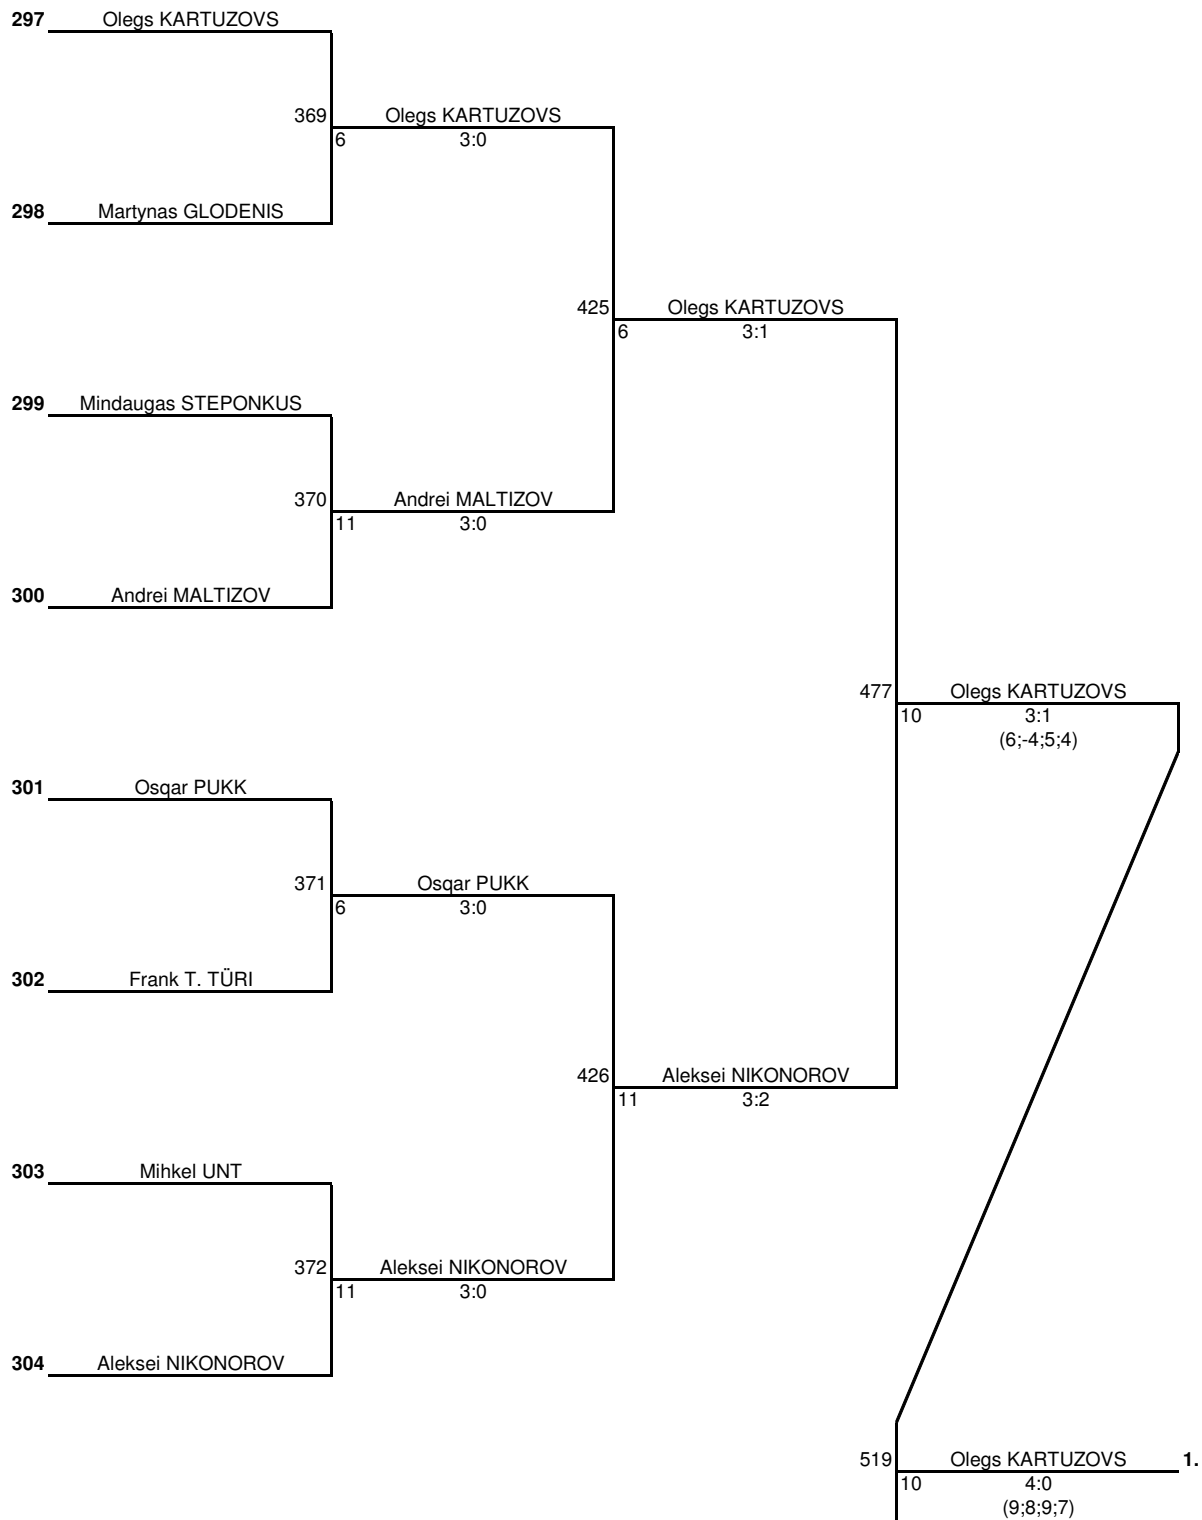 297 Olegs KARTUZOVS
369 Olegs KARTUZOVS
6 3:0
298 Martynas GLODENIS
425 Olegs KARTUZOVS
6 3:1
299 Mindaugas STEPONKUS
370 Andrei MALTIZOV
11 3:0
300 Andrei MALTIZOV
477 Olegs KARTUZOVS
10 3:1
(6;-4;5;4)
301 Osqar PUKK
371 Osqar PUKK
6 3:0
302 Frank T. TÜRI
426 Aleksei NIKONOROV
11 3:2
303 Mihkel UNT
372 Aleksei NIKONOROV
11 3:0
304 Aleksei NIKONOROV
519 Olegs KARTUZOVS 1.
10 4:0
(9;8;9;7)